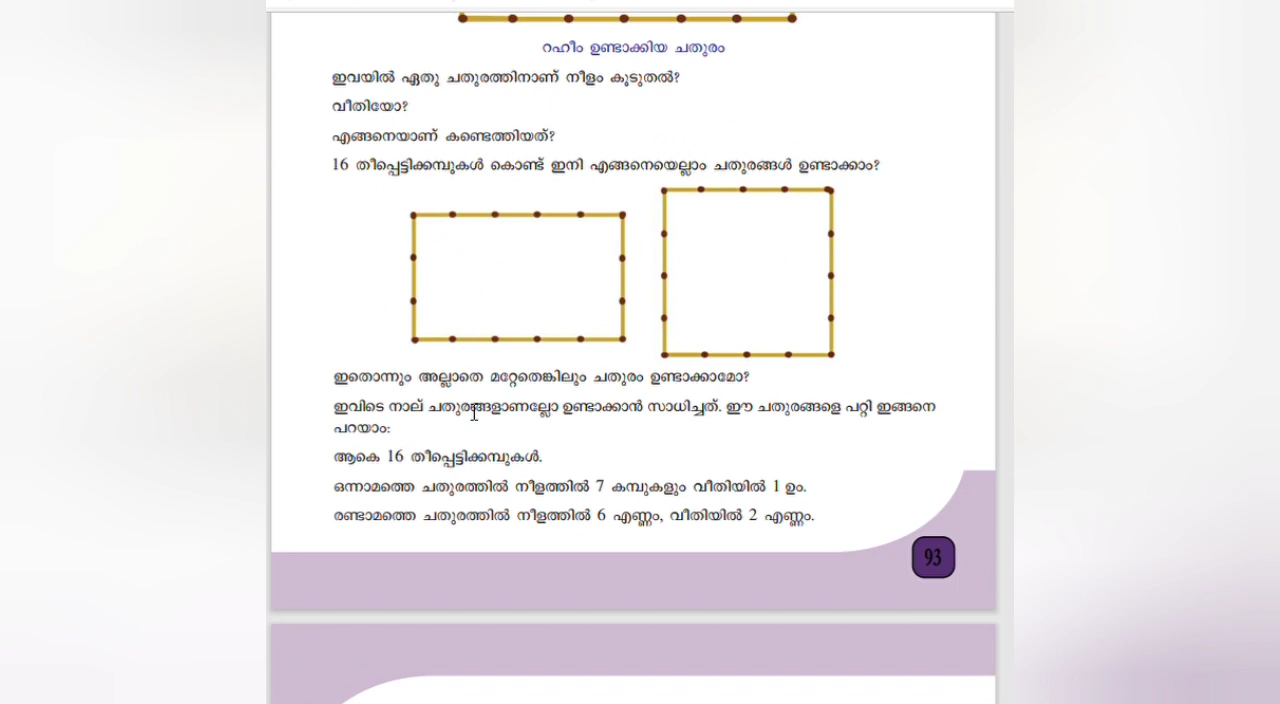 റഹീം ഉണ്ടാക്കിയ ചതുരം
ഇവയിൽ ഏതു ചതുരത്തിനാണ് നീളം കൂടുതൽ?
വീതിയോ?
എങ്ങനെയാണ് കണ്ടെത്തിയത്?
16 തീപ്പെട്ടിക്കമ്പുകൾ കൊണ്ട് ഇനി എങ്ങനെയെല്ലാം ചതുരങ്ങൾ ഉണ്ടാക്കാം?
ഇതൊന്നും അല്ലാതെ മറ്റേതെങ്കിലും ചതുരം ഉണ്ടാക്കാമോ?
ഇവിടെ നാല് ചതുരങ്ങളാണല്ലോ ഉണ്ടാക്കാൻ സാധിച്ചത്. ഈ ചതുരങ്ങളെ പറ്റി ഇങ്ങനെ
പറയാം:
ആകെ 16 തീപ്പെട്ടിക്കമ്പുകൾ.
ഒന്നാമത്തെ ചതുരത്തിൽ നീളത്തിൽ 7 കമ്പുകളും വീതിയിൽ 1 ഉം.
രണ്ടാമത്തെ ചതുരത്തിൽ നീളത്തിൽ 6 എണ്ണം, വീതിയിൽ 2 എണ്ണം.
93